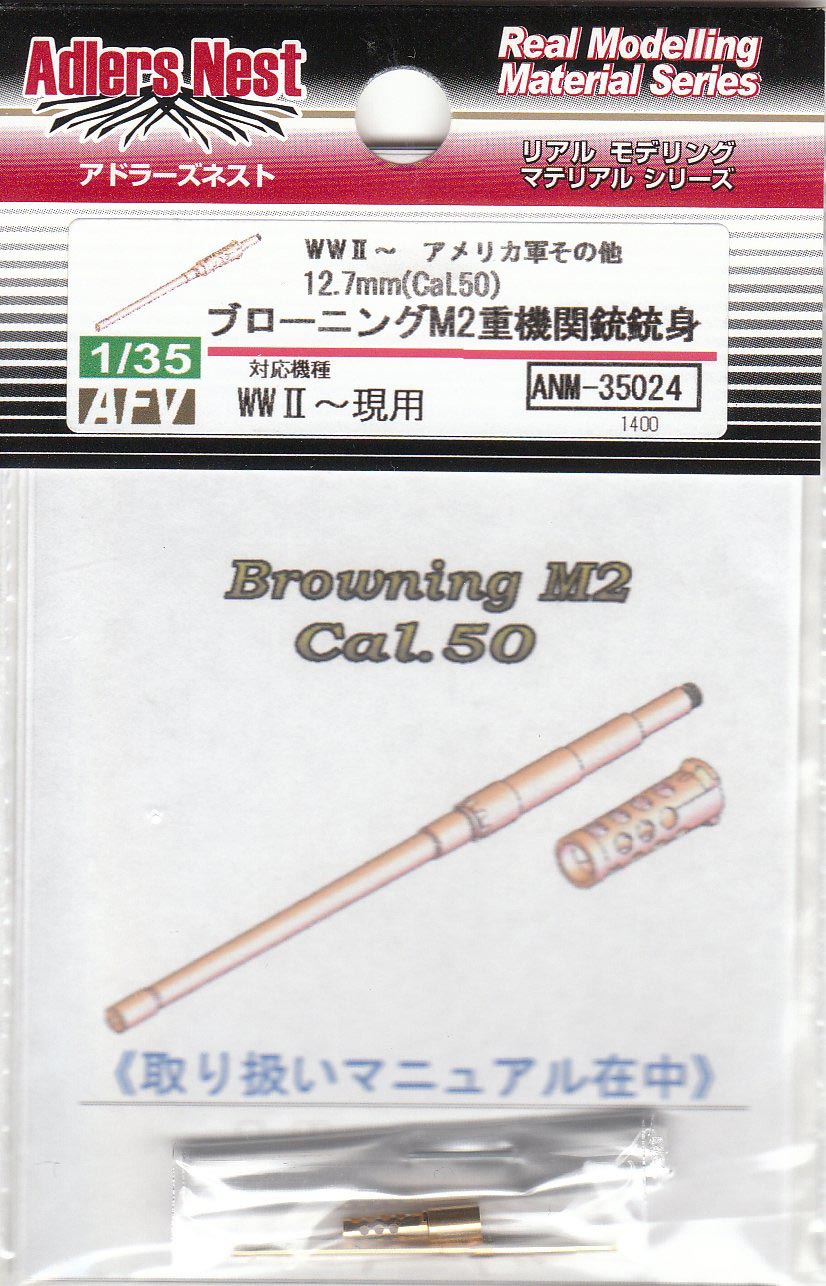 Adlers Nest
アドラーズネスト
Real Modelling
Material Series
リアル モデリング
マテリアル シリーズ
WWⅡ～ アメリカ軍その他
12.7mm(Cal.50)
ブローニングM2重機関銃銃身
1/35
AFV
対応機種
WWⅡ～現用
ANM-35024
1400
Browning M2
Cal.50
《取り扱いマニュアル在中》